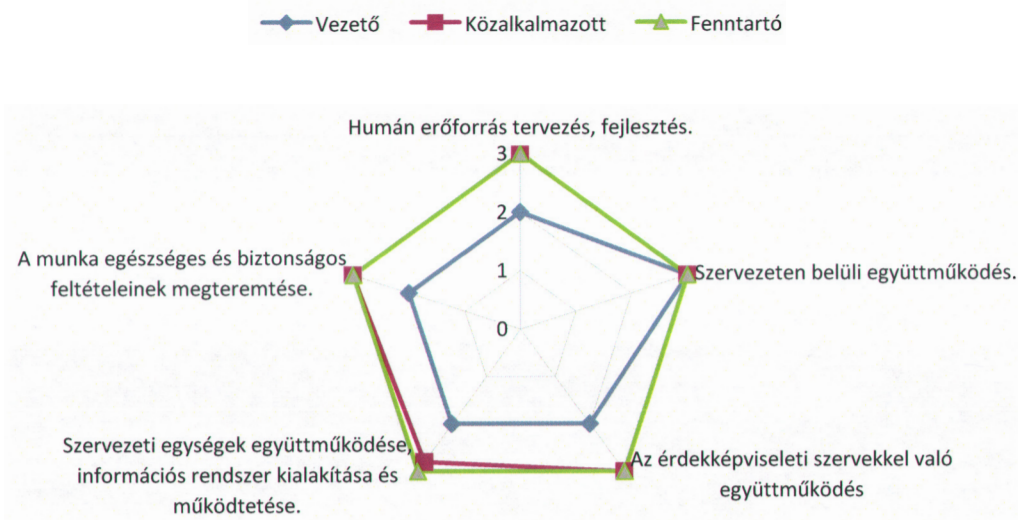 Vezető Közalkalmazott Fenntartó
Humán erőforrás tervezés, fejlesztés.
3
2
1
0
Szervezeten belüli együttműködés.
Az érdekképviseleti szervekkel való
együttműködés
Szervezeti egységek együttműködése,
információs rendszer kialakítása és
működtetése.
A munka egészséges és biztonságos
feltételeinek megteremtése.